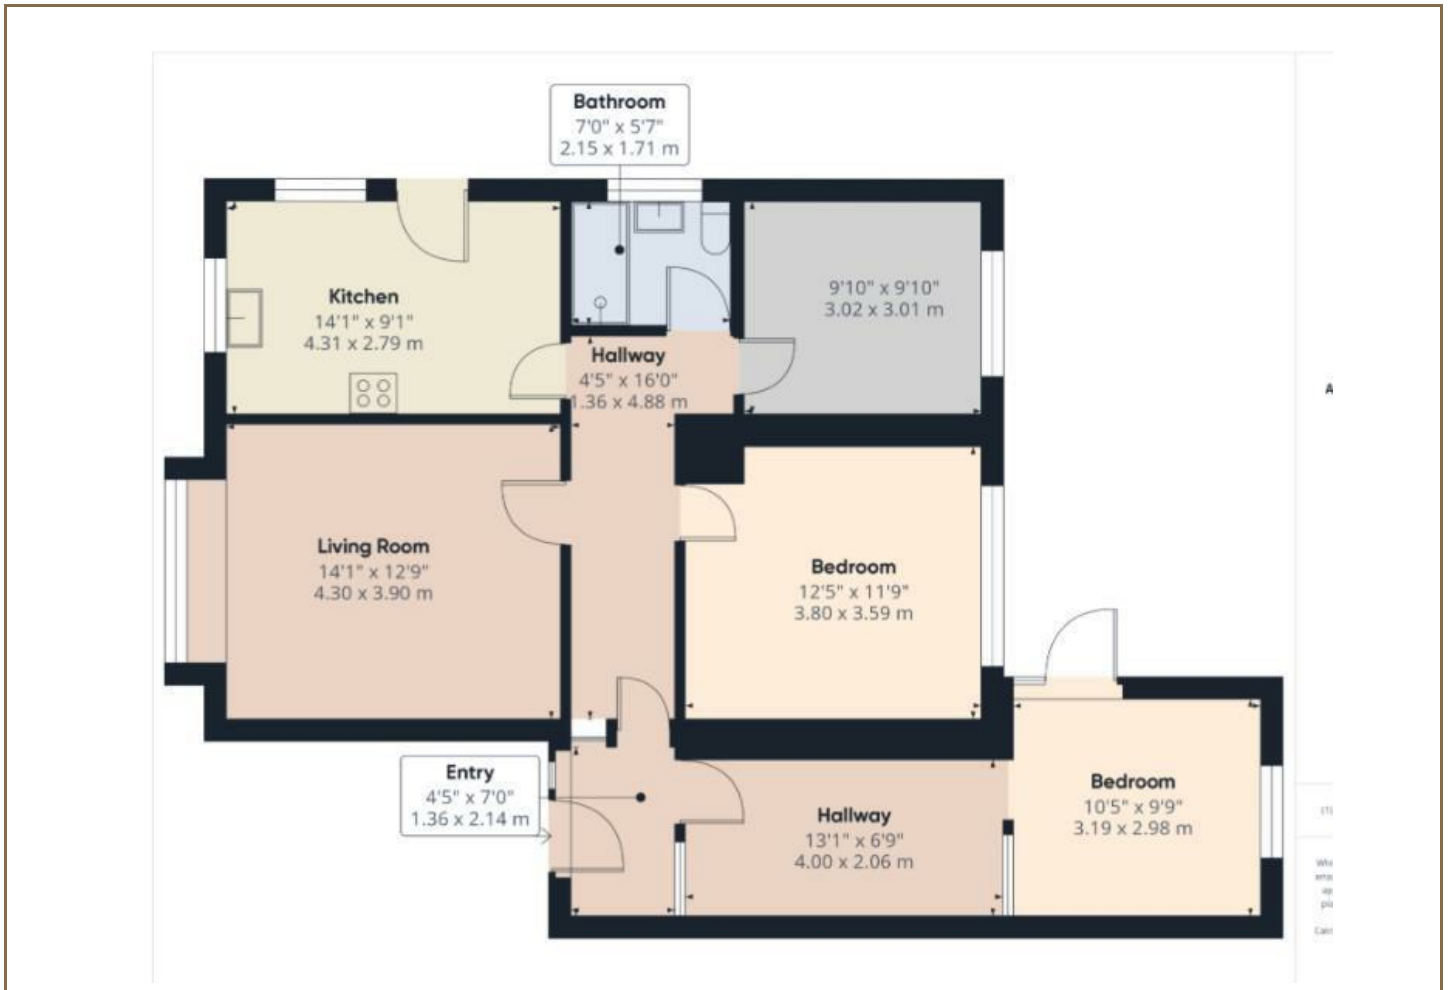 Bathroom
7'0" x 5'7"
2.15 x 1.71 m
Kitchen
14'1" x 9'1"
4.31 x 2.79 m
9'10" x 9'10"
3.02 x 3.01 m
Hallway
4'5" x 16'0"
1.36 x 4.88 m
A
Living Room
14'1" x 12'9"
4.30 x 3.90 m
Bedroom
12'5" x 11'9"
3.80 x 3.59 m
Entry
4'5" x 7'0"
1.36 x 2.14 m
Hallway
13'1" x 6'9"
4.00 x 2.06 m
Bedroom
10'5" x 9'9"
3.19 x 2.98 m